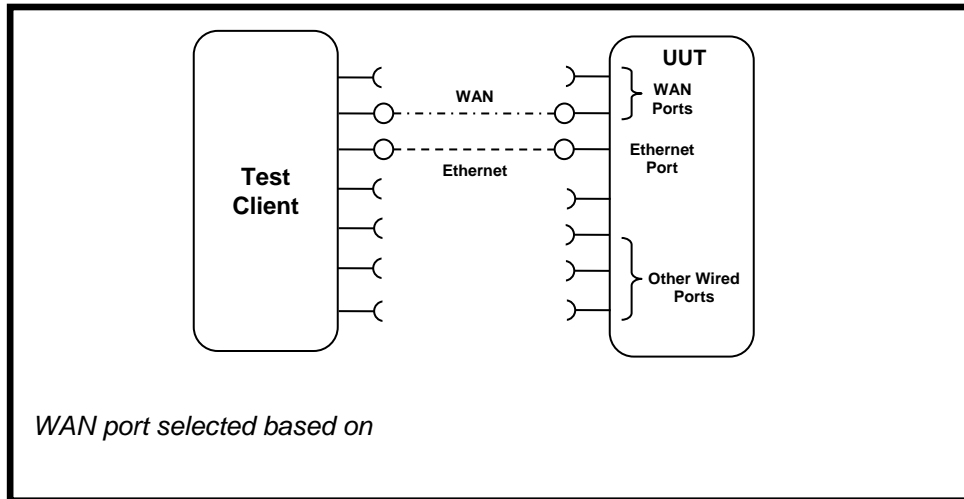 UUT
WAN
Ports
WAN
Ethernet
Port
Ethernet
Test
Client
Other Wired
Ports
WAN port selected based on